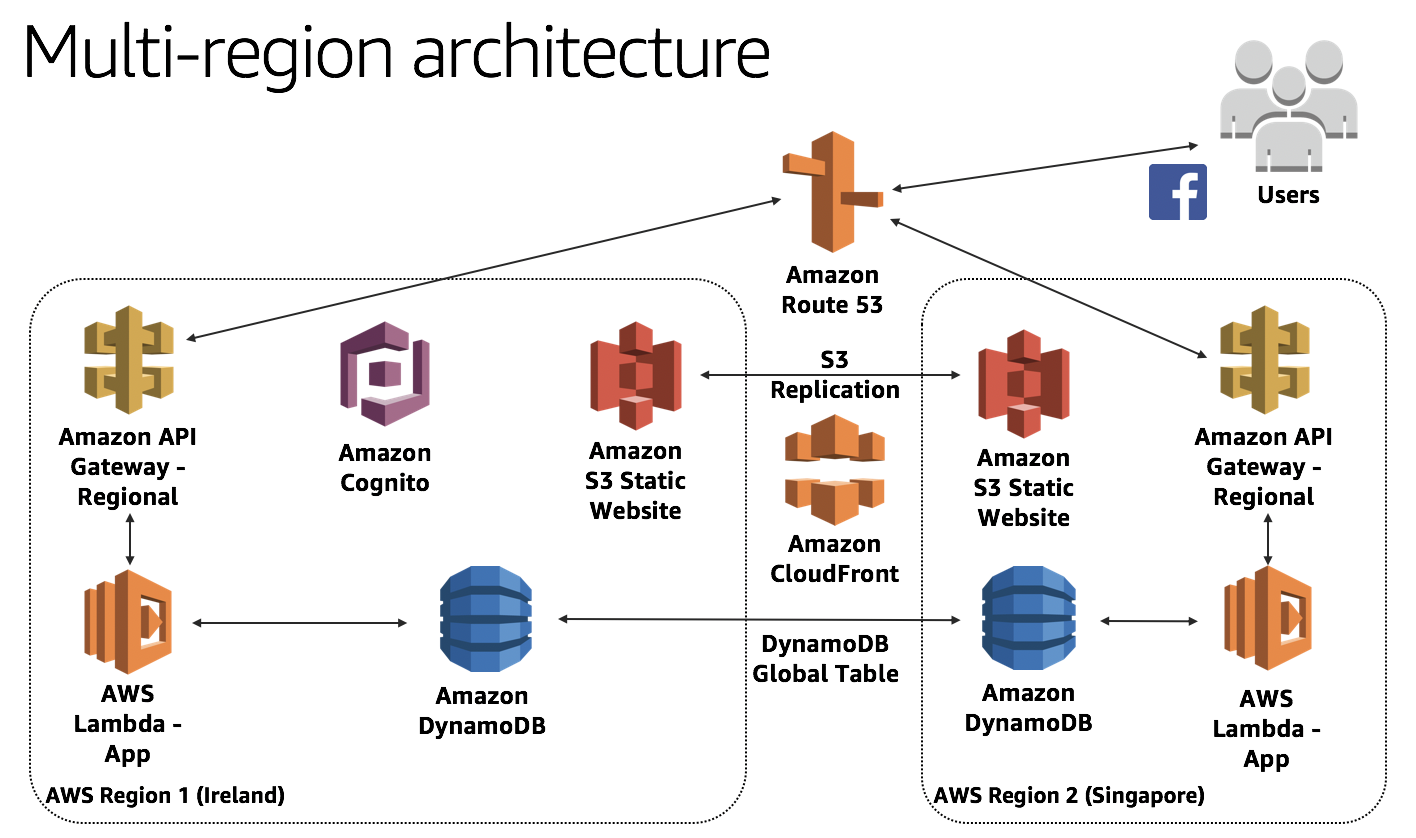 Multi-region architecture
Users
Amazon
Route 53
Amazon API
Gateway -
Regional
Amazon
Cognito
Amazon
S3 Static
Website
S3
Replication
Amazon
CloudFront
Amazon
S3 Static
Website
Amazon API
Gateway -
Regional
AWS
Lambda -
App
Amazon
DynamoDB
DynamoDB
Global Table
Amazon
DynamoDB
AWS
Lambda -
App
AWS Region 1 (Ireland)
AWS Region 2 (Singapore)